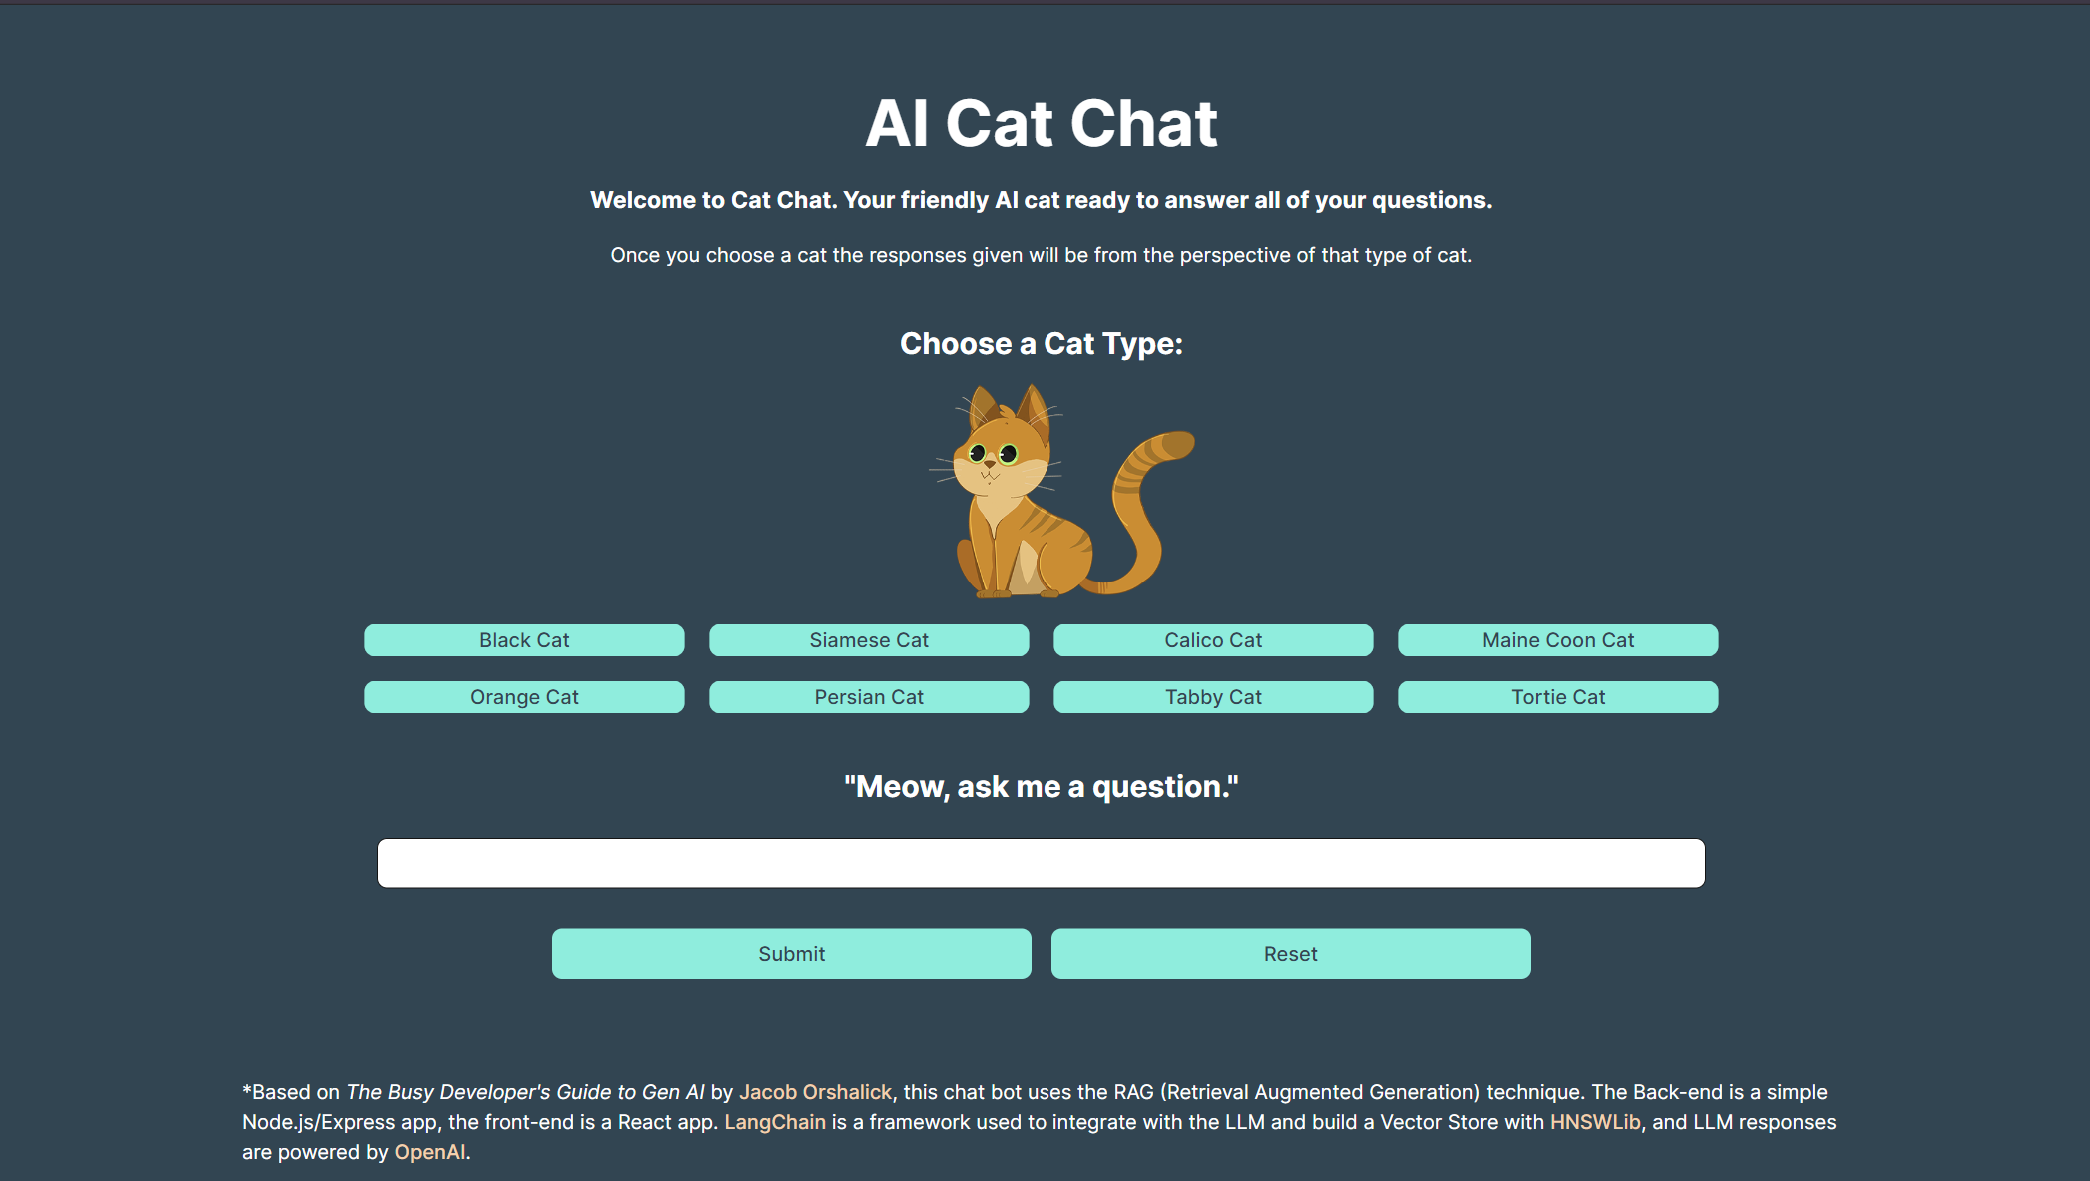 AI Cat Chat
Welcome to Cat Chat. Your friendly AI cat ready to answer all of your questions.
Once you choose a cat the responses given will be from the perspective of that type of cat.
Choose a Cat Type:
Black Cat
Siamese Cat
Calico Cat
Maine Coon Cat
Orange Cat
Persian Cat
Tabby Cat
Tortie Cat
"Meow, ask me a question."
Submit
Reset
*Based on The Busy Developer's Guide to Gen AI by Jacob Orshalick, this chat bot uses the RAG (Retrieval Augmented Generation) technique. The Back-end is a simple
Node.js/Express app, the front-end is a React app. LangChain is a framework used to integrate with the LLM and build a Vector Store with HNSWLib, and LLM responses
are powered by OpenAI.